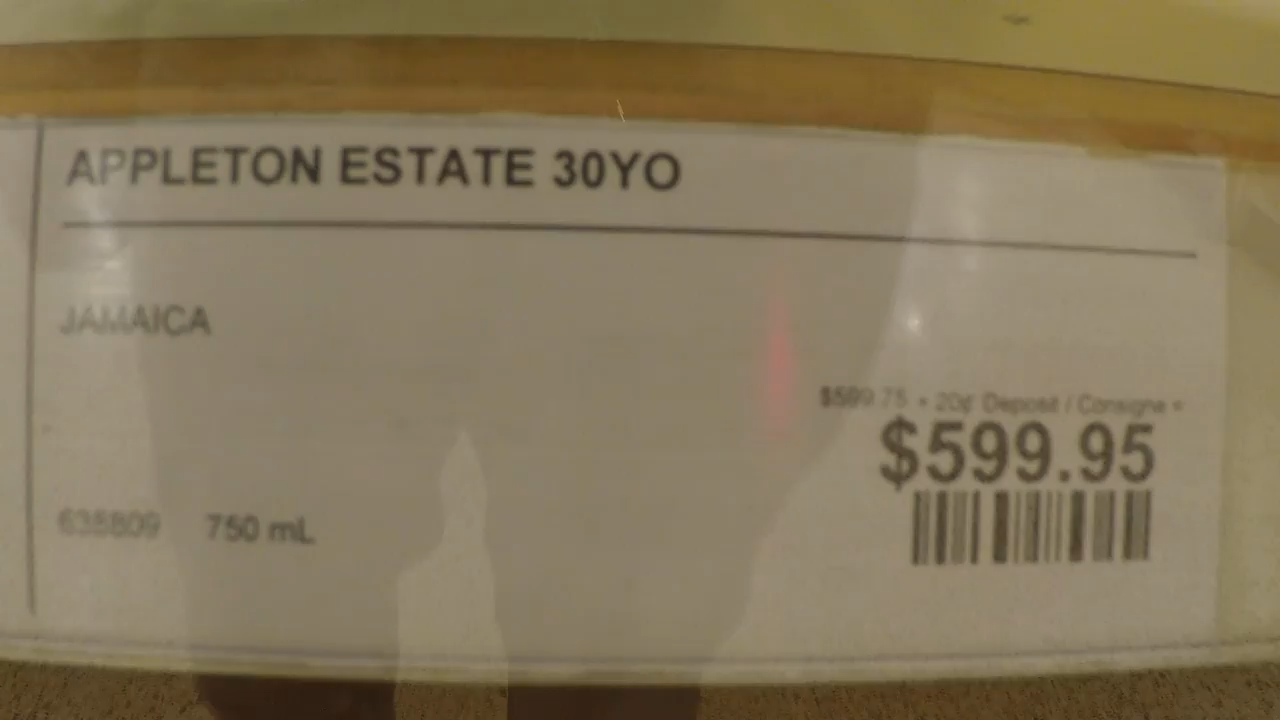 APPLETON ESTATE 30YO
JAMAICA
$599.75 + 20¢ Deposit / Consigne =
$599.95
635809 750 mL